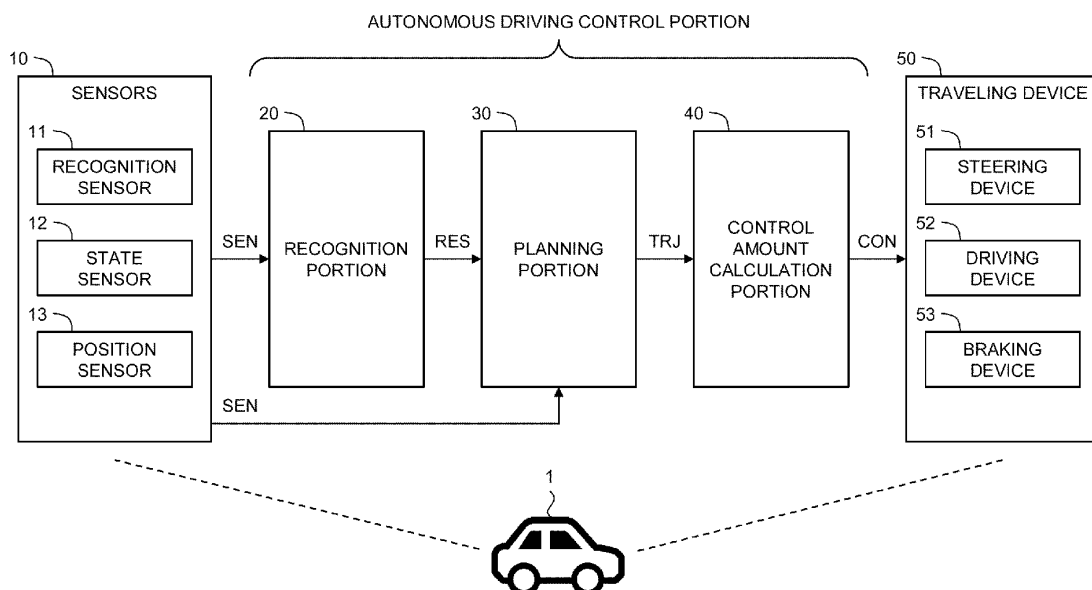 AUTONOMOUS DRIVING CONTROL PORTION
10
SENSORS
11
RECOGNITION
SENSOR
12
STATE
SENSOR
13
POSITION
SENSOR
SEN
SEN
20
RECOGNITION
PORTION
RES
30
PLANNING
PORTION
TRJ
40
CONTROL
AMOUNT
CALCULATION
PORTION
CON
50
TRAVELING DEVICE
51
STEERING
DEVICE
52
DRIVING
DEVICE
53
BRAKING
DEVICE
1